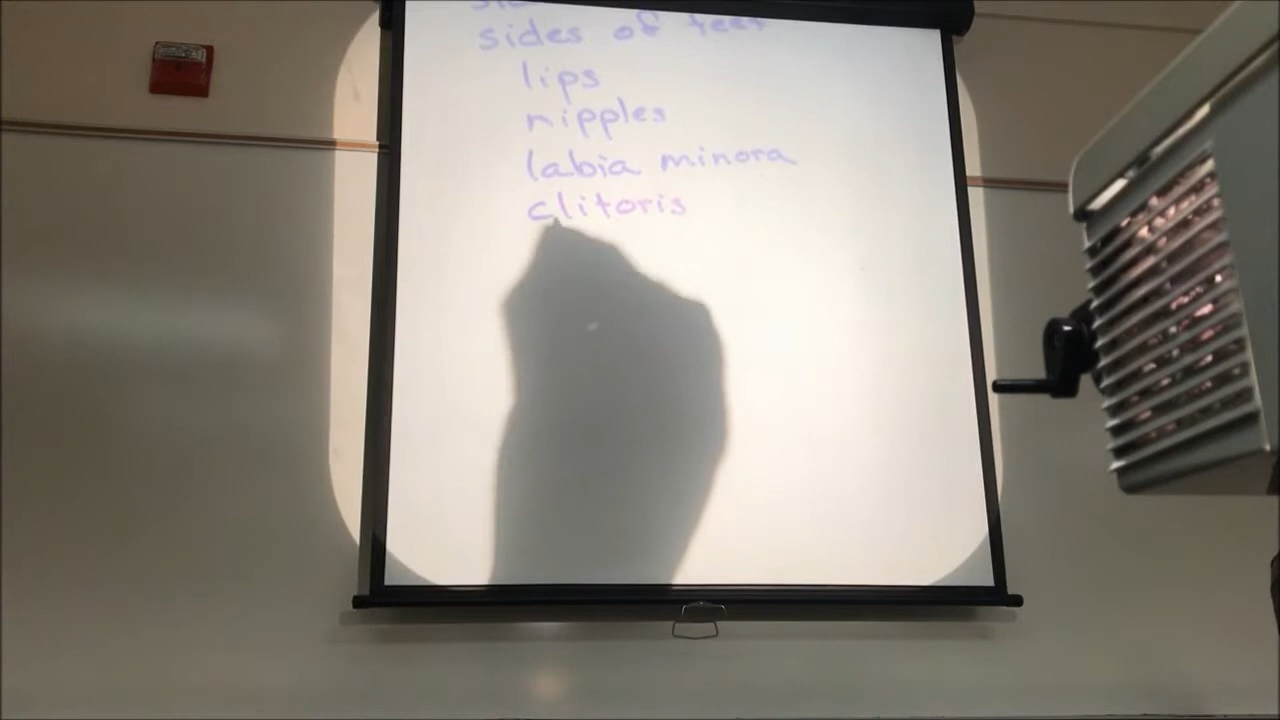 sides of feet
lips
nipples
labia minora
clitoris